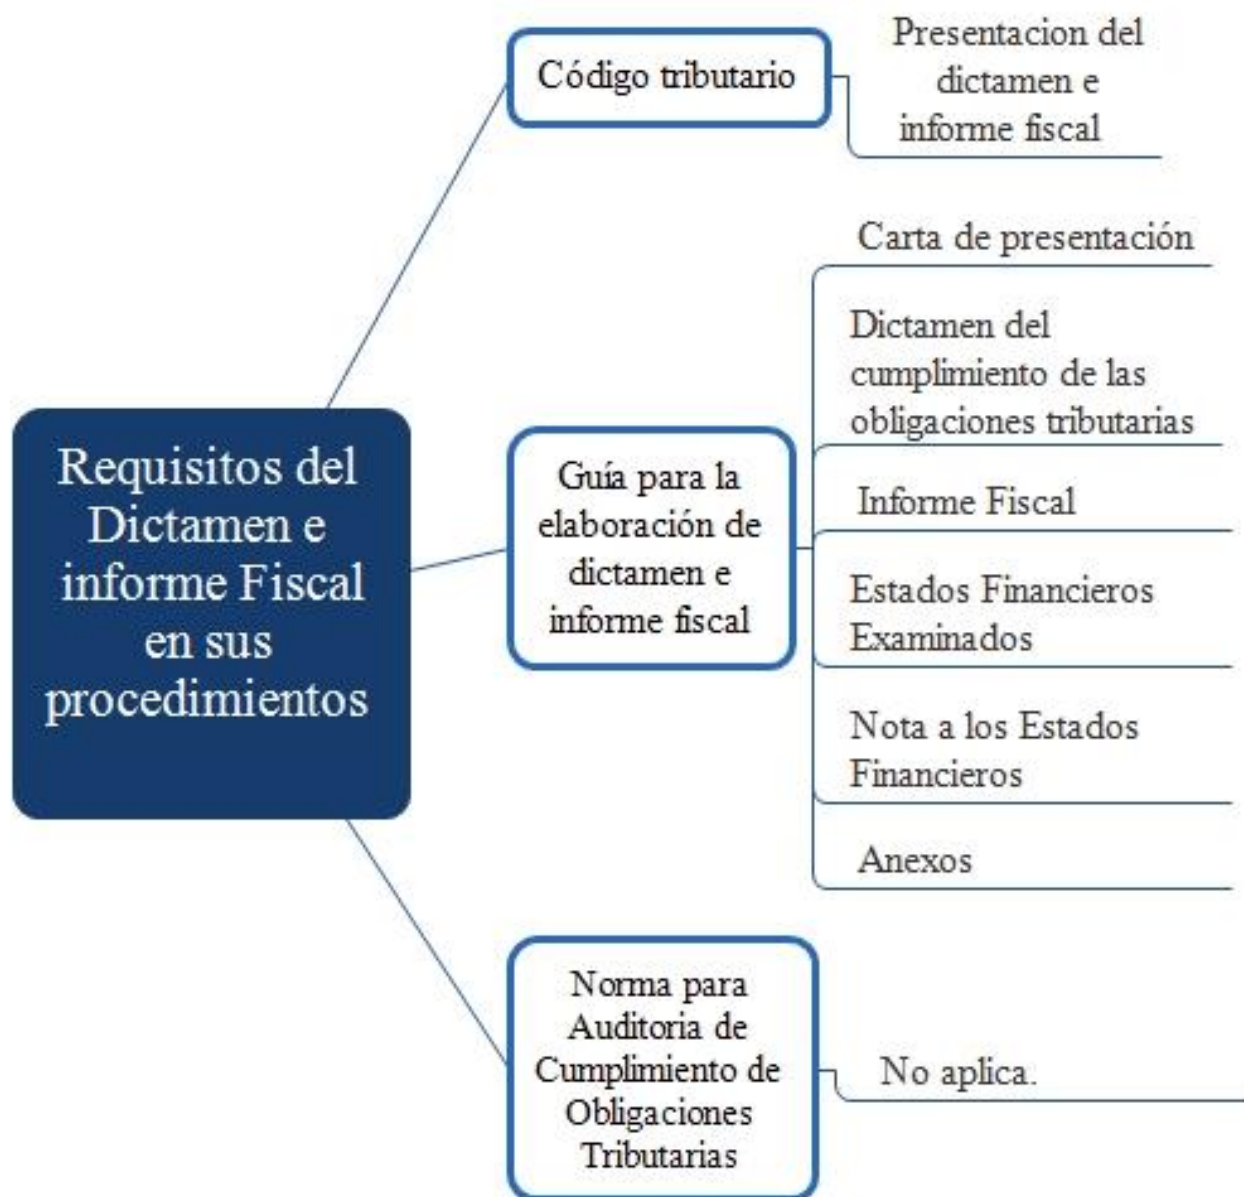 Requisitos del
Dictamen e
informe Fiscal
en sus
procedimientos
Código tributario
Presentacion del
dictamen e
informe fiscal
Guía para la
elaboración de
dictamen e
informe fiscal
Carta de presentación
Dictamen del
cumplimiento de las
obligaciones tributarias
Informe Fiscal
Estados Financieros
Examinados
Nota a los Estados
Financieros
Anexos
Norma para
Auditoria de
Cumplimiento de
Obligaciones
Tributarias
No aplica.